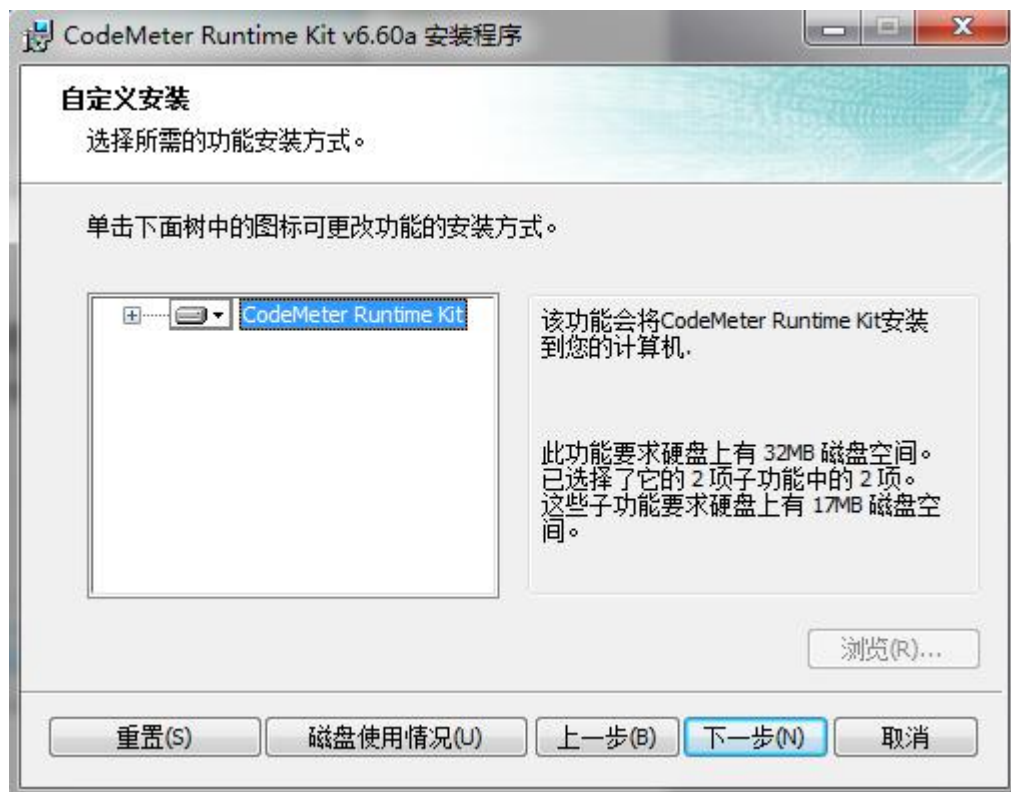 CodeMeter Runtime Kit v6.60a 安装程序
自定义安装
选择所需的功能安装方式。
单击下面树中的图标可更改功能的安装方式。
CodeMeter Runtime Kit
该功能会将CodeMeter Runtime Kit安装
到您的计算机.
此功能要求硬盘上有 32MB 磁盘空间。
已选择了它的 2 项子功能中的 2 项。
这些子功能要求硬盘上有 17MB 磁盘空
间。
浏览(R)...
重置(S) 磁盘使用情况(U) 上一步(B) 下一步(N) 取消